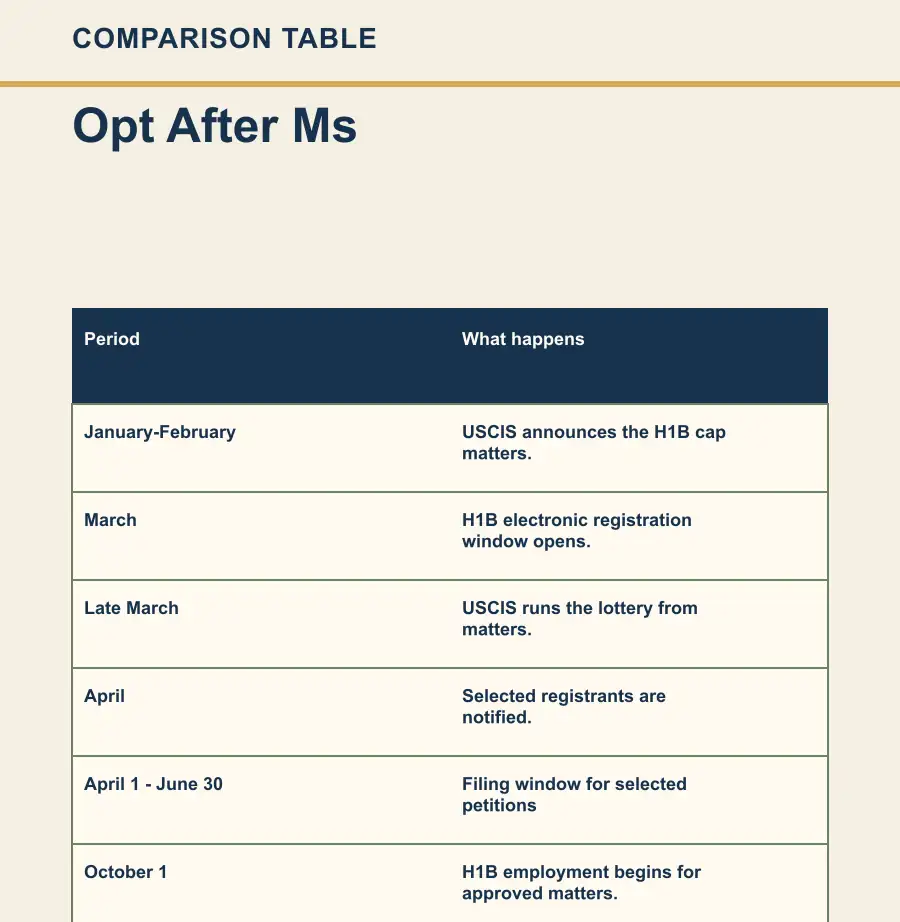 COMPARISON TABLE
Opt After Ms
Period
What happens
January-February
USCIS announces the H1B cap
matters.
March
H1B electronic registration
window opens.
Late March
USCIS runs the lottery from
matters.
April
Selected registrants are
notified.
April 1 - June 30
Filing window for selected
petitions
October 1
H1B employment begins for
approved matters.